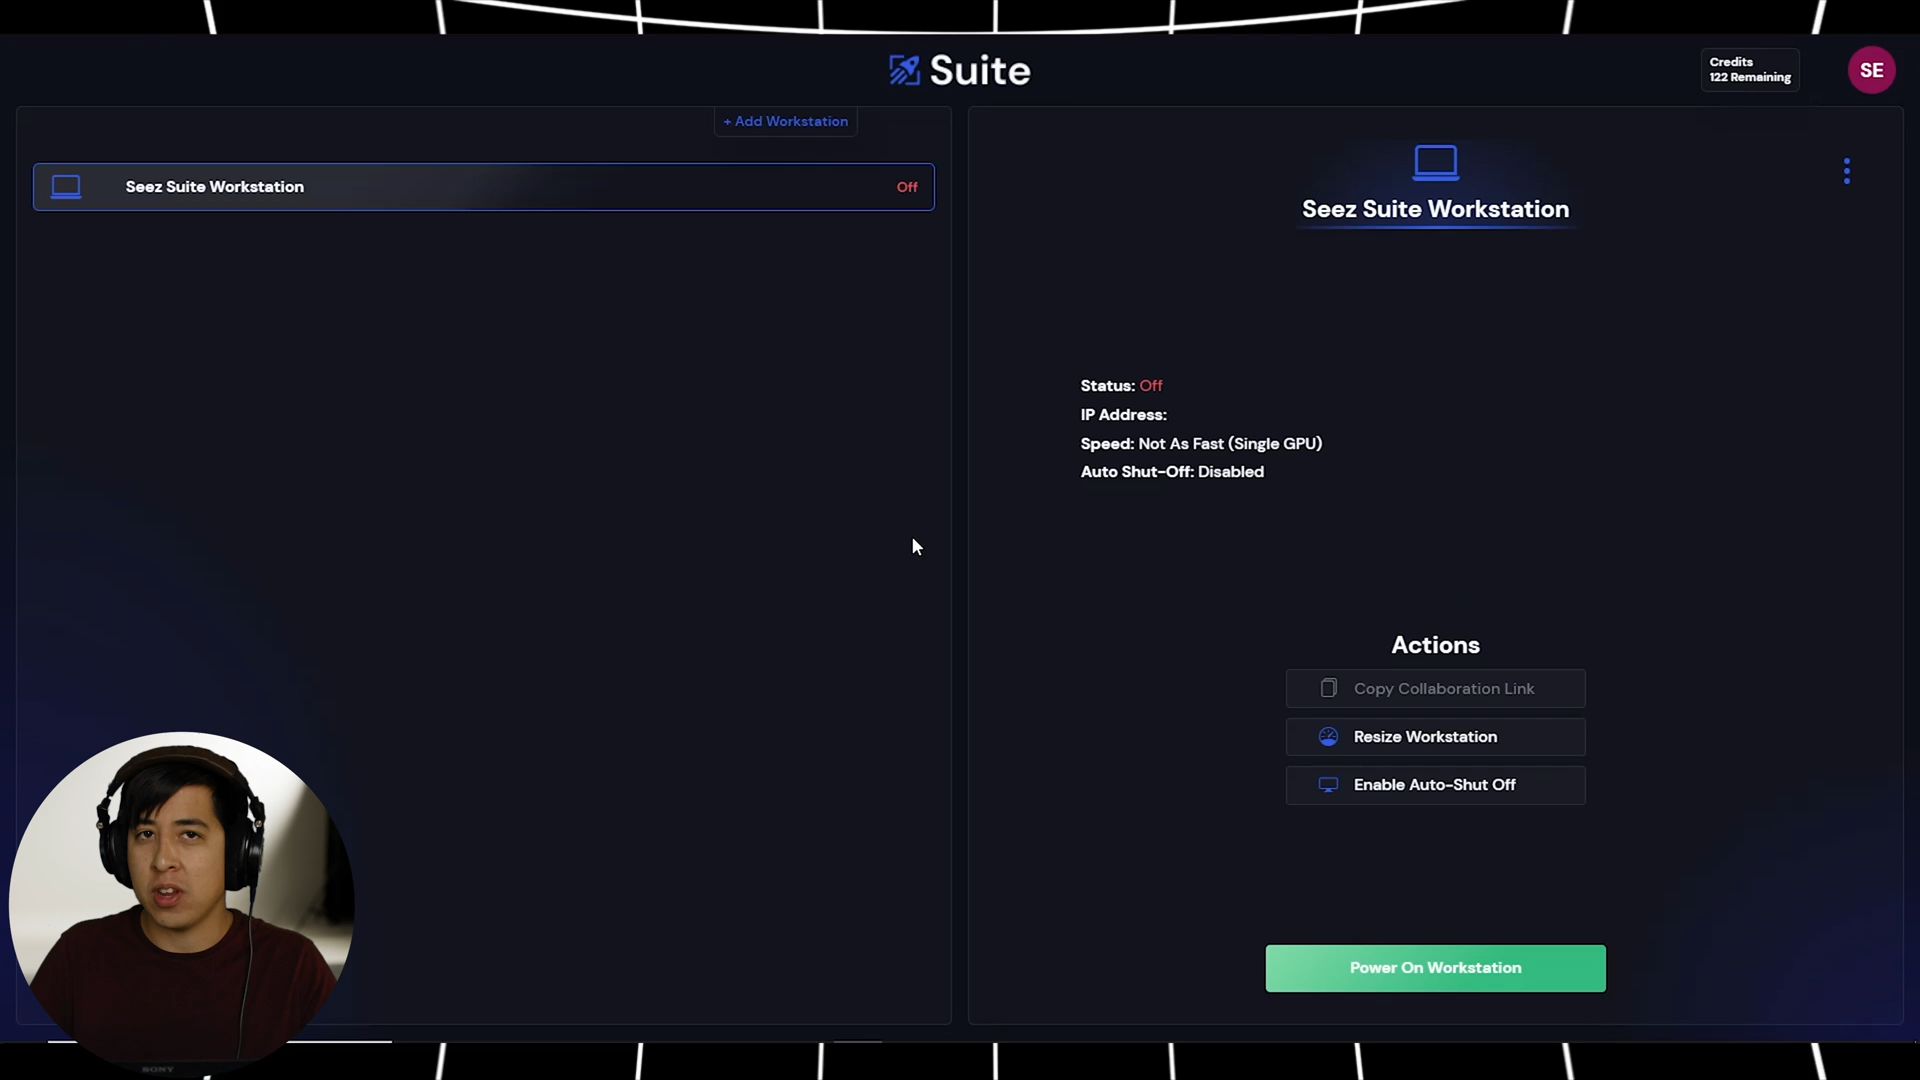 Suite
Credits
122 Remaining
SE
+ Add Workstation
Seez Suite Workstation
Off
Seez Suite Workstation
Status: Off
IP Address:
Speed: Not As Fast (Single GPU)
Auto Shut-Off: Disabled
Actions
Copy Collaboration Link
Resize Workstation
Enable Auto-Shut Off
Power On Workstation
SONY